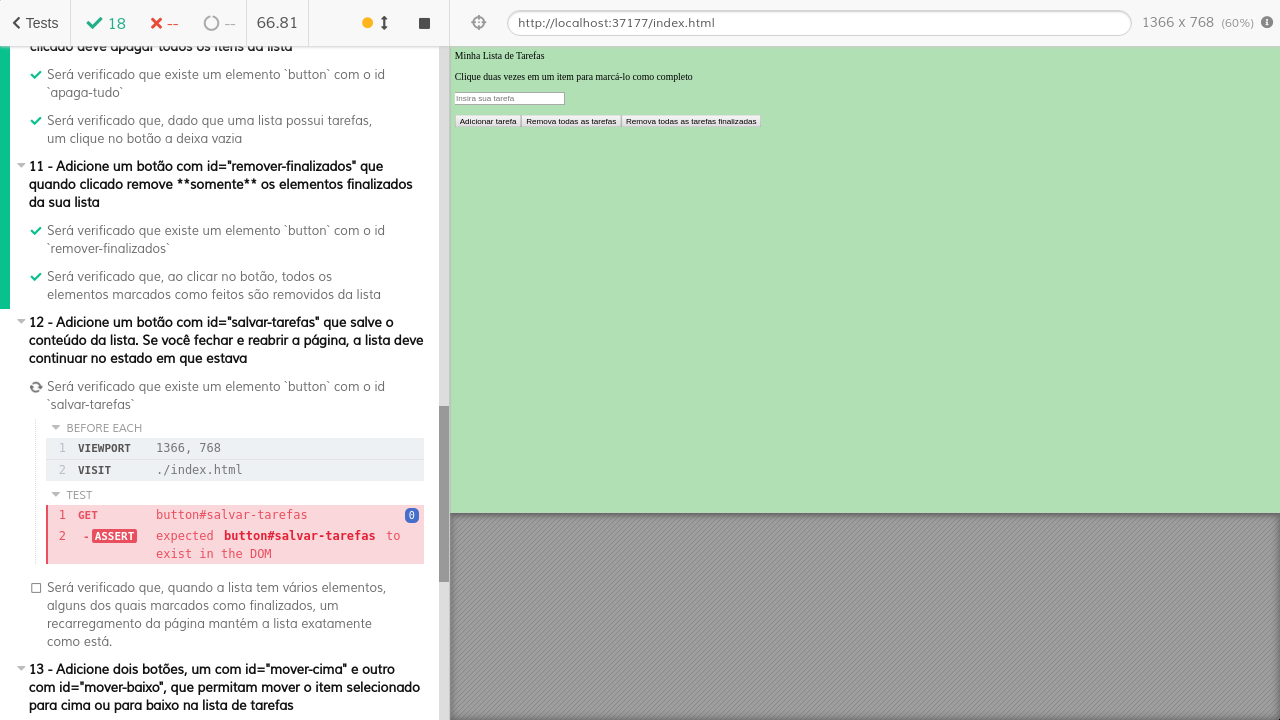 Tests
18
--
--
66.81
http://localhost:37177/index.html
1366 x 768 (60%)
clicado deve apagar todos os itens da lista
Será verificado que existe um elemento `button` com o id
`apaga-tudo`
Será verificado que, dado que uma lista possui tarefas,
um clique no botão a deixa vazia
11 - Adicione um botão com id="remover-finalizados" que
quando clicado remove **somente** os elementos finalizados
da sua lista
Será verificado que existe um elemento `button` com o id
`remover-finalizados`
Será verificado que, ao clicar no botão, todos os
elementos marcados como feitos são removidos da lista
12 - Adicione um botão com id="salvar-tarefas" que salve o
conteúdo da lista. Se você fechar e reabrir a página, a lista deve
continuar no estado em que estava
Será verificado que existe um elemento `button` com o id
`salvar-tarefas`
BEFORE EACH
1 VIEWPORT 1366, 768
2 VISIT ./index.html
TEST
1 GET button#salvar-tarefas 0
2 - ASSERT expected button#salvar-tarefas to
exist in the DOM
Será verificado que, quando a lista tem vários elementos,
alguns dos quais marcados como finalizados, um
recarregamento da página mantém a lista exatamente
como está.
13 - Adicione dois botões, um com id="mover-cima" e outro
com id="mover-baixo", que permitam mover o item selecionado
para cima ou para baixo na lista de tarefas
Minha Lista de Tarefas
Clique duas vezes em um item para marcá-lo como completo
Insira sua tarefa
Adicionar tarefa Remova todas as tarefas Remova todas as tarefas finalizadas